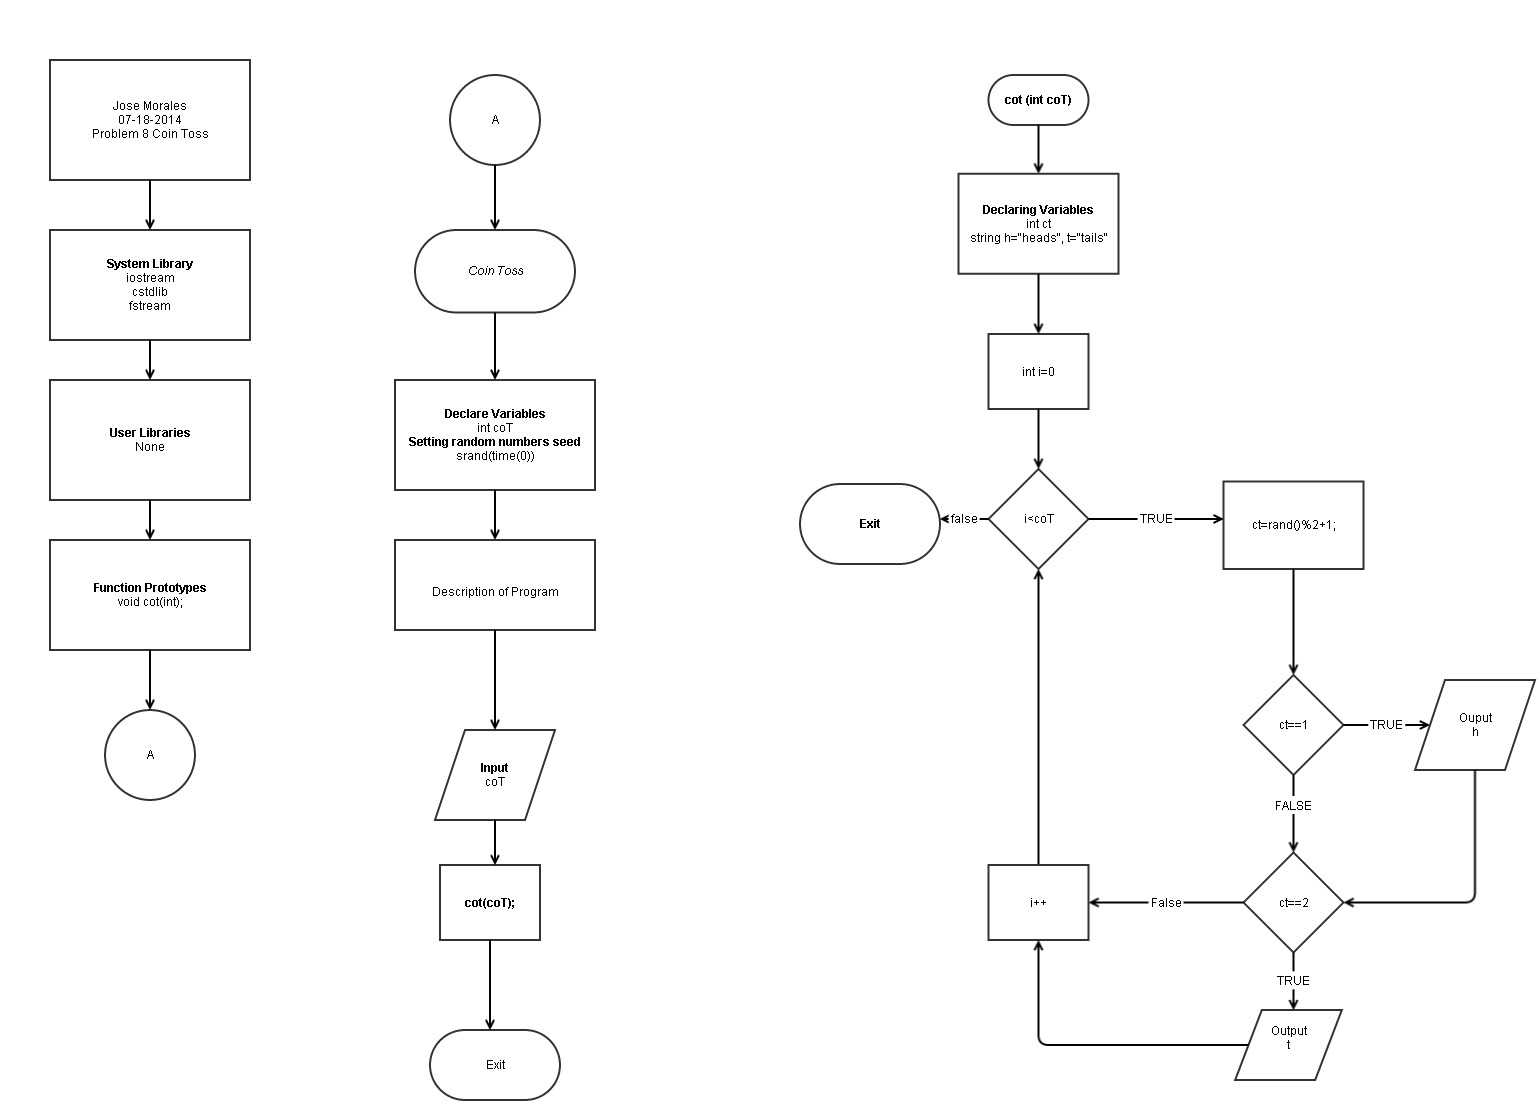 Jose Morales
07-18-2014
Problem 8 Coin Toss
System Library
iostream
cstdlib
fstream
User Libraries
None
Function Prototypes
void cot(int);
A
A
Coin Toss
Declare Variables
int coT
Setting random numbers seed
srand(time(0))
Description of Program
Input
coT
cot(coT);
Exit
cot (int coT)
Declaring Variables
int ct
string h="heads", t="tails"
int i=0
i<coT
false
Exit
TRUE
ct=rand()%2+1;
ct==1
TRUE
Ouput
h
FALSE
ct==2
False
i++
TRUE
Output
t